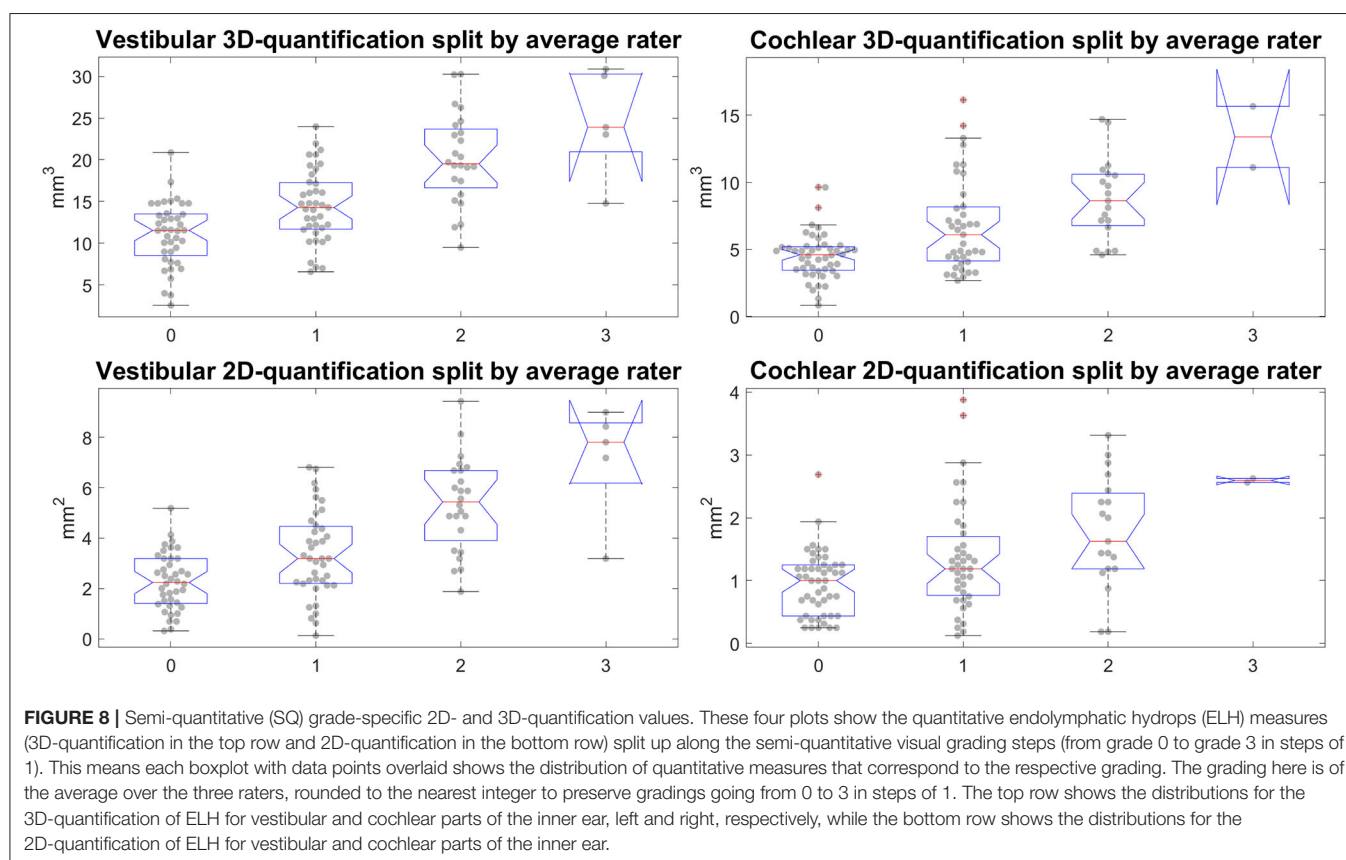 Vestibular 3D-quantification split by average rater
mm3
30
25
20
15
10
5
0
1
2
3
Cochlear 3D-quantification split by average rater
mm3
15
10
5
0
0
1
2
3
Vestibular 2D-quantification split by average rater
mm2
8
6
4
2
0
0
1
2
3
Cochlear 2D-quantification split by average rater
mm2
4
3
2
1
0
0
1
2
3
FIGURE 8 | Semi-quantitative (SQ) grade-specific 2D- and 3D-quantification values. These four plots show the quantitative endolymphatic hydrops (ELH) measures
(3D-quantification in the top row and 2D-quantification in the bottom row) split up along the semi-quantitative visual grading steps (from grade 0 to grade 3 in steps of
1). This means each boxplot with data points overlaid shows the distribution of quantitative measures that correspond to the respective grading. The grading here is of
the average over the three raters, rounded to the nearest integer to preserve gradings going from 0 to 3 in steps of 1. The top row shows the distributions for the
3D-quantification of ELH for vestibular and cochlear parts of the inner ear, left and right, respectively, while the bottom row shows the distributions for the
2D-quantification of ELH for vestibular and cochlear parts of the inner ear.